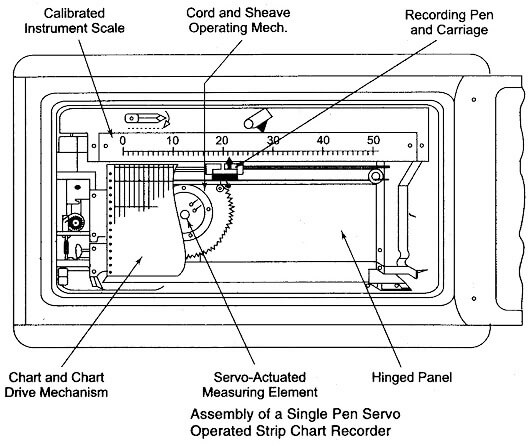 Calibrated
Instrument Scale
Cord and Sheave
Operating Mech.
Recording Pen
and Carriage
0 10 20 30 40 50
Chart and Chart
Drive Mechanism
Servo-Actuated
Measuring Element
Hinged Panel
Assembly of a Single Pen Servo
Operated Strip Chart Recorder